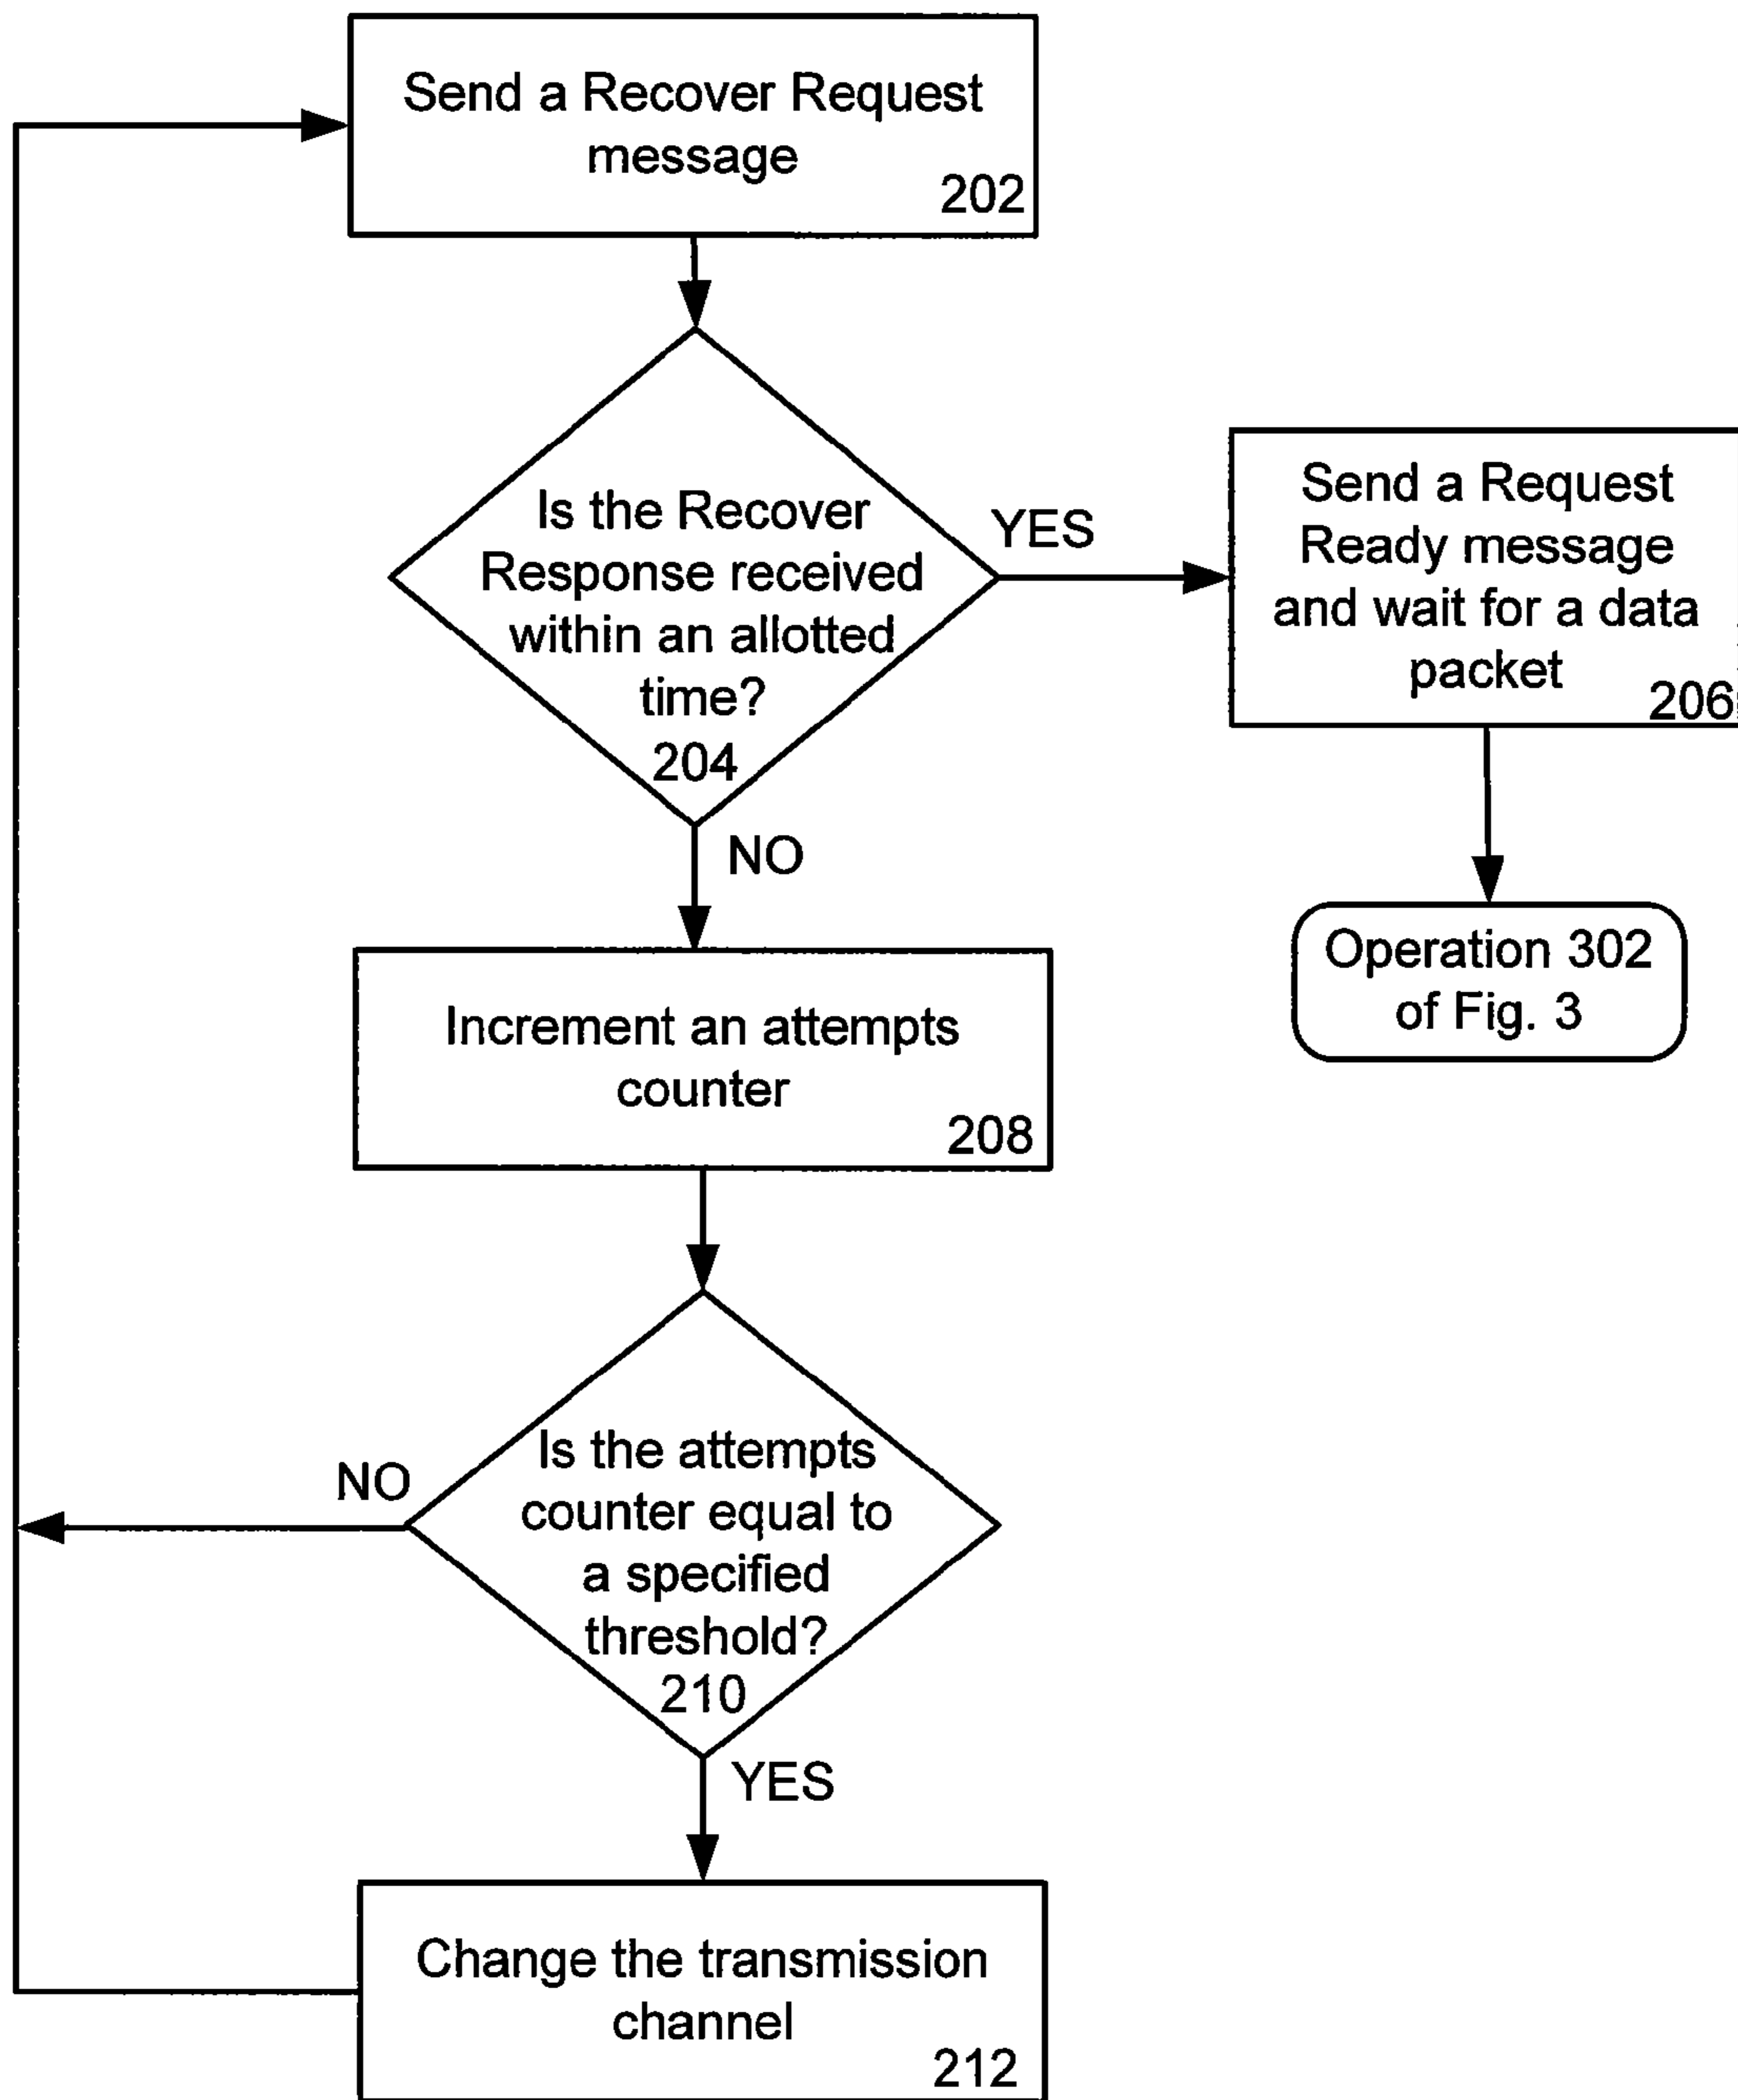 Send a Recover Request
message
202
Is the Recover
Response received
within an allotted
time?
204
YES
Send a Request
Ready message
and wait for a data
packet
206
NO
Operation 302
of Fig. 3
Increment an attempts
counter
208
Is the attempts
counter equal to
a specified
threshold?
210
NO
YES
Change the transmission
channel
212